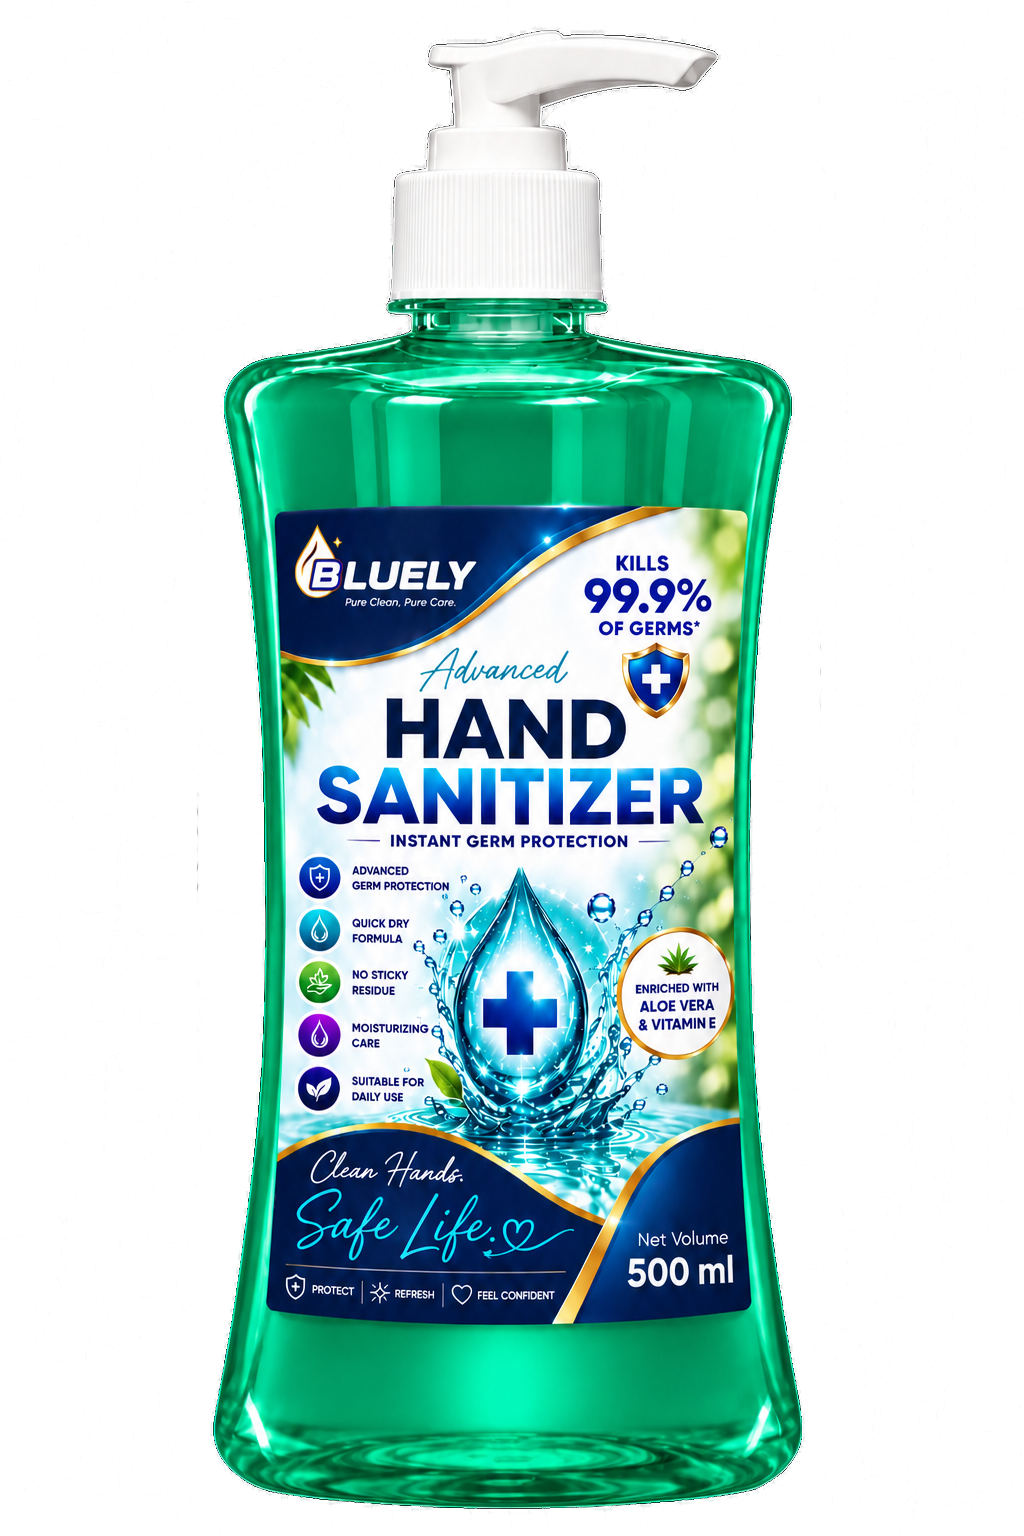 BLUELY
Pure Clean, Pure Care.
KILLS
99.9%
OF GERMS*
Advanced
HAND
SANITIZER
INSTANT GERM PROTECTION
ADVANCED
GERM PROTECTION
QUICK DRY
FORMULA
NO STICKY
RESIDUE
MOISTURIZING
CARE
SUITABLE FOR
DAILY USE
ENRICHED WITH
ALOE VERA
& VITAMIN E
Clean Hands.
Safe Life.
PROTECT
REFRESH
FEEL CONFIDENT
Net Volume
500 ml